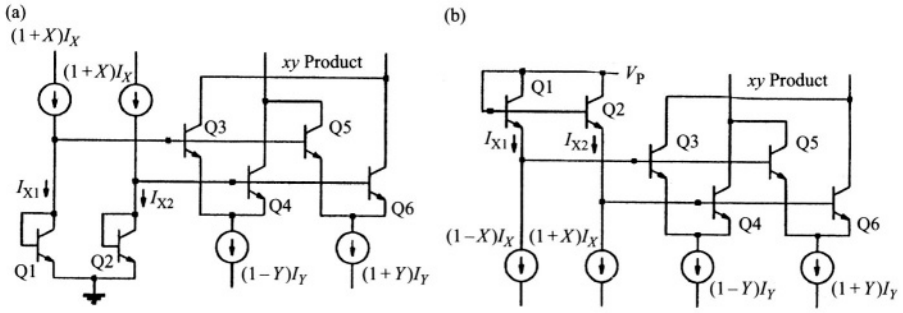 (a)
(1+X)I_X
(1+X)I_X
xy Product
Q3
Q5
I_X1
I_X2
Q1
Q2
Q4
Q6
(1−Y)I_Y
(1+Y)I_Y
(b)
V_P
xy Product
Q1
Q2
Q3
Q5
I_X1
I_X2
Q4
Q6
(1−X)I_X
(1+X)I_X
(1−Y)I_Y
(1+Y)I_Y